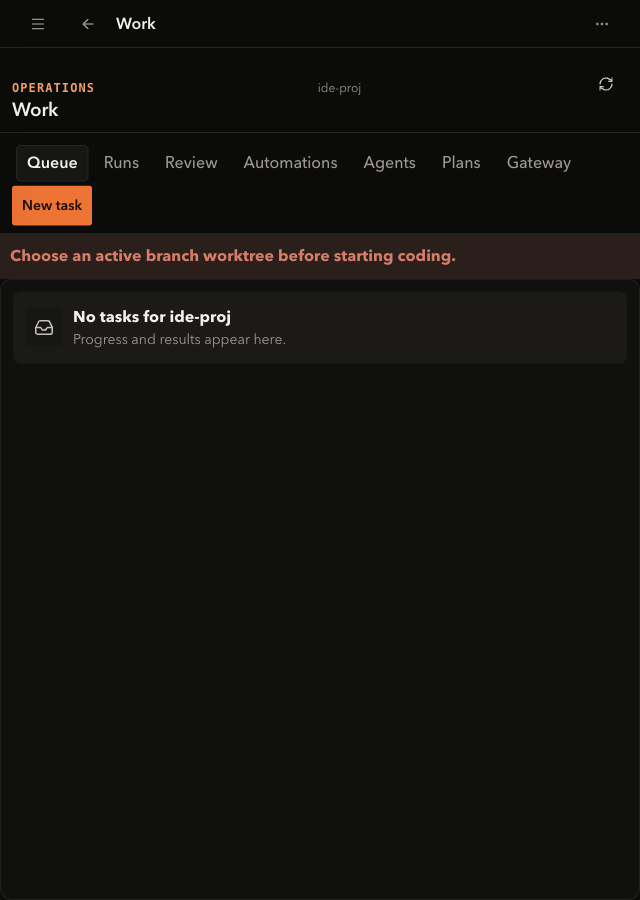 Work
OPERATIONS
ide-proj
Work
Queue Runs Review Automations Agents Plans Gateway
New task
Choose an active branch worktree before starting coding.
No tasks for ide-proj
Progress and results appear here.